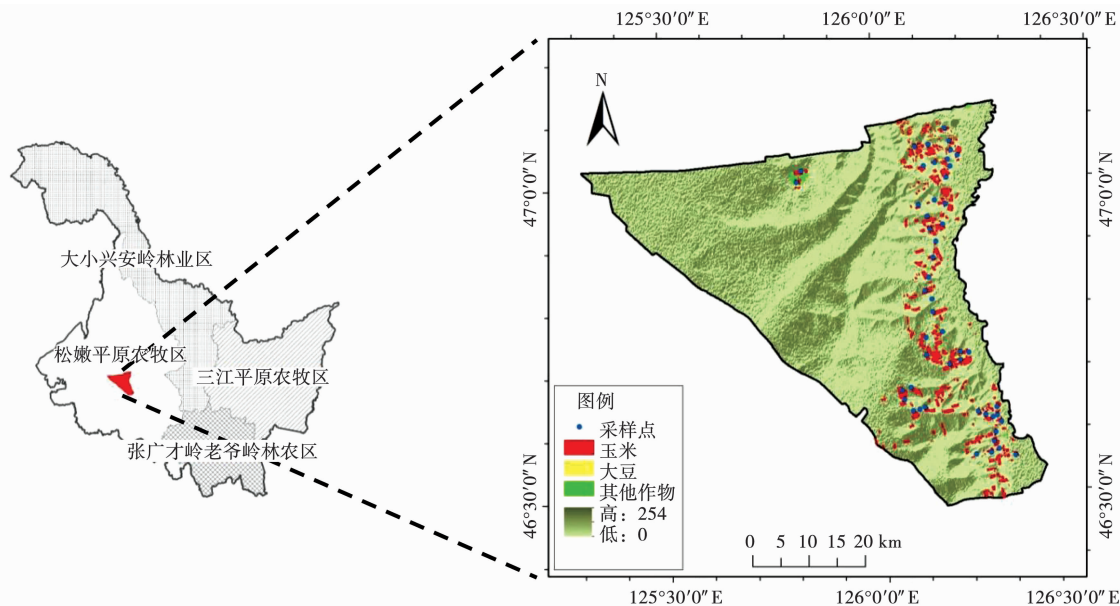 125°30′0″E
126°0′0″E
126°30′0″E
N
47°0′0″N
47°0′0″N
大小兴安岭林业区
松嫩平原农牧区
三江平原农牧区
张广才岭老爷岭林农区
图例
采样点
玉米
大豆
其他作物
高：254
低：0
46°30′0″N
46°30′0″N
0 5 10 15 20 km
125°30′0″E
126°0′0″E
126°30′0″E